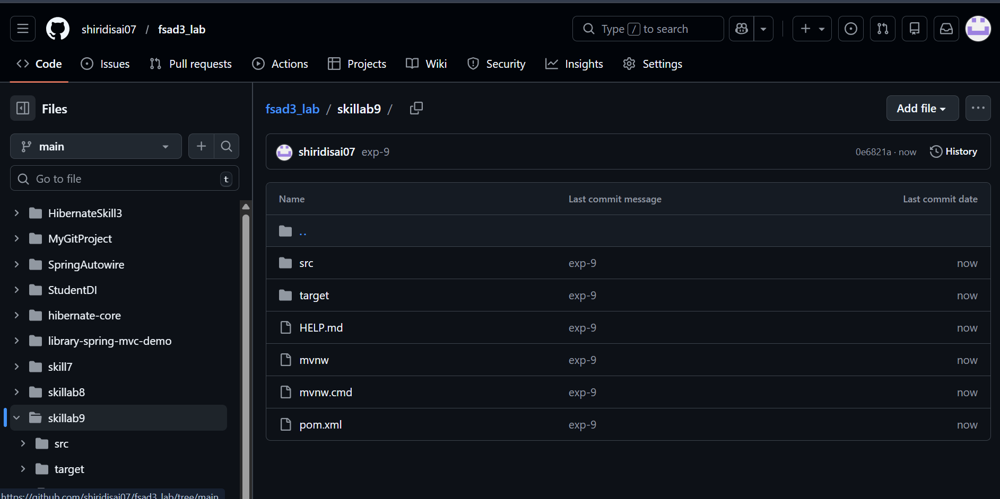 shiridisai07 / fsad3_lab
Type / to search
Code Issues Pull requests Actions Projects Wiki Security Insights Settings
Files
main
Go to file t
HibernateSkill3
MyGitProject
SpringAutowire
StudentDI
hibernate-core
library-spring-mvc-demo
skill7
skillab8
skillab9
src
target
https://github.com/shiridisai07/fsad3_lab/tree/main
fsad3_lab / skillab9 /
Add file
shiridisai07 exp-9 0e6821a · now History
Name Last commit message Last commit date
..
src exp-9 now
target exp-9 now
HELP.md exp-9 now
mvnw exp-9 now
mvnw.cmd exp-9 now
pom.xml exp-9 now